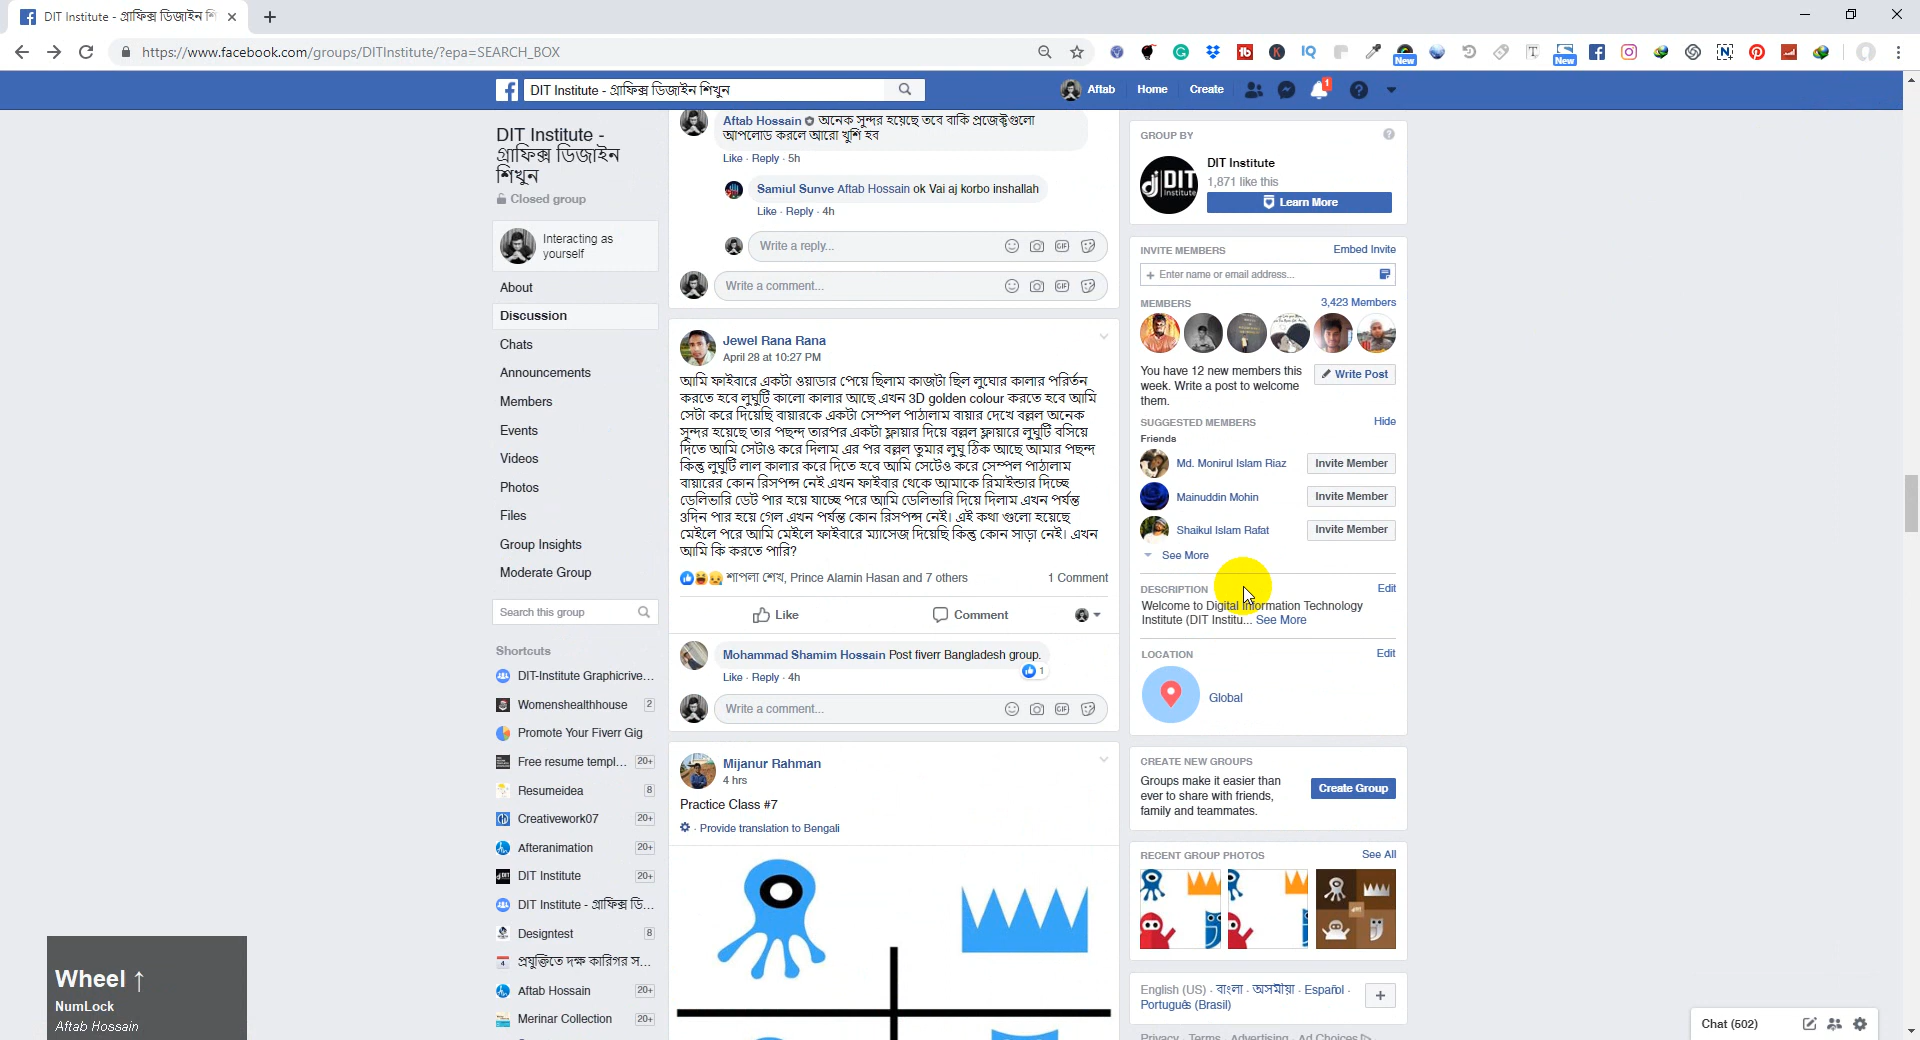 DIT Institute - গ্রাফিক্স ডিজাইন শি
https://www.facebook.com/groups/DITInstitute/?epa=SEARCH_BOX
New
New
DIT Institute - গ্রাফিক্স ডিজাইন শিখুন
Aftab
Home
Create
1
DIT Institute -
গ্রাফিক্স ডিজাইন
শিখুন
Closed group
Interacting as
yourself
About
Discussion
Chats
Announcements
Members
Events
Videos
Photos
Files
Group Insights
Moderate Group
Search this group
Shortcuts
DIT-Institute Graphicrive...
Womenshealthhouse 2
Promote Your Fiverr Gig
Free resume templ... 20+
Resumeidea 8
Creativework07 20+
Afteranimation 20+
DIT Institute 20+
DIT Institute - গ্রাফিক্স ডি...
Designtest 8
প্রযুক্তিতে দক্ষ কারিগর স...
Aftab Hossain 20+
Merinar Collection 20+
Aftab Hossain অনেক সুন্দর হয়েছে তবে বাকি প্রজেক্টগুলো
আপলোড করলে আরো খুশি হব
Like · Reply · 5h
Samiul Sunve Aftab Hossain ok Vai aj korbo inshallah
Like · Reply · 4h
Write a reply...
Write a comment...
Jewel Rana Rana
April 28 at 10:27 PM
আমি ফাইবারে একটা ওয়াডার পেয়ে ছিলাম কাজটা ছিল লুঘোর কালার পরির্তন
করতে হবে লুঘুটি কালো কালার আছে এখন 3D golden colour করতে হবে আমি
সেটা করে দিয়েছি বায়ারকে একটা সেম্পল পাঠালাম বায়ার দেখে বল্লল অনেক
সুন্দর হয়েছে তার পছন্দ তারপর একটা ফ্লায়ার দিয়ে বল্লল ফ্লায়ারে লুঘুটি বসিয়ে
দিতে আমি সেটাও করে দিলাম এর পর বল্লল তুমার লুঘু ঠিক আছে আমার পছন্দ
কিন্তু লুঘুটি লাল কালার করে দিতে হবে আমি সেটেও করে সেম্পল পাঠালাম
বায়ারের কোন রিসপন্স নেই এখন ফাইবার থেকে আমাকে রিমাইন্ডার দিচ্ছে
ডেলিভারি ডেট পার হয়ে যাচ্ছে পরে আমি ডেলিভারি দিয়ে দিলাম এখন পর্যন্ত
3দিন পার হয়ে গেল এখন পর্যন্ত কোন রিসপন্স নেই। এই কথা গুলো হয়েছে
মেইলে পরে আমি মেইলে ফাইবারে ম্যাসেজ দিয়েছি কিন্তু কোন সাড়া নেই। এখন
আমি কি করতে পারি?
শাপলা শেখ, Prince Alamin Hasan and 7 others
1 Comment
Like
Comment
Mohammad Shamim Hossain Post fiverr Bangladesh group.
1
Like · Reply · 4h
Write a comment...
Mijanur Rahman
4 hrs
Practice Class #7
· Provide translation to Bengali
GROUP BY
DIT Institute
1,871 like this
Learn More
INVITE MEMBERS
Embed Invite
+ Enter name or email address...
MEMBERS
3,423 Members
You have 12 new members this
week. Write a post to welcome
them.
Write Post
SUGGESTED MEMBERS
Hide
Friends
Md. Monirul Islam Riaz
Invite Member
Mainuddin Mohin
Invite Member
Shaikul Islam Rafat
Invite Member
See More
DESCRIPTION
Edit
Welcome to Digital Information Technology
Institute (DIT Institu... See More
LOCATION
Edit
Global
CREATE NEW GROUPS
Groups make it easier than
ever to share with friends,
family and teammates.
Create Group
RECENT GROUP PHOTOS
See All
English (US) · বাংলা · অসমীয়া · Español ·
Português (Brasil)
Privacy · Terms · Advertising · Ad Choices
Chat (502)
Wheel ↑
NumLock
Aftab Hossain